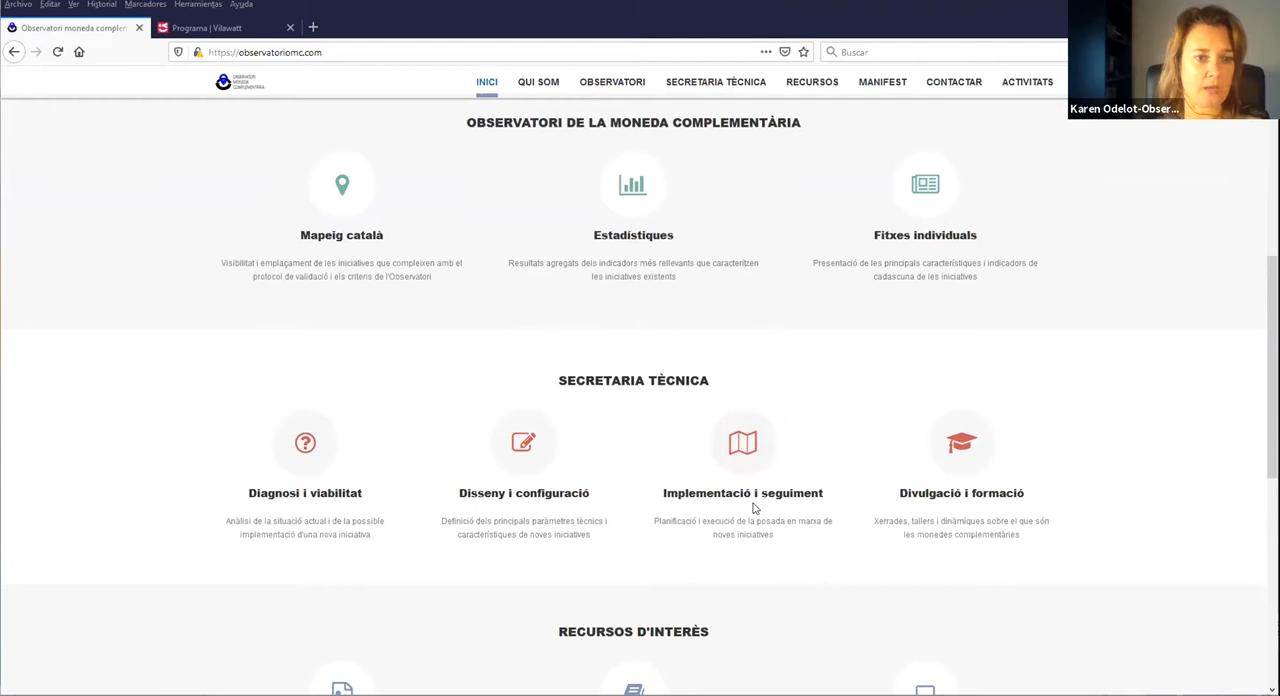 Archivo Editar Ver Historial Marcadores Herramientas Ayuda
Observatori moneda complem
Programa | Vilawatt
https://observatoriomc.com
Buscar
OBSERVATORI
MONEDA
COMPLEMENTÀRIA
INICI QUI SOM OBSERVATORI SECRETARIA TÈCNICA RECURSOS MANIFEST CONTACTAR ACTIVITATS
Karen Odelot-Obser...
OBSERVATORI DE LA MONEDA COMPLEMENTÀRIA
Mapeig català
Visibilitat i emplaçament de les iniciatives que compleixen amb el
protocol de validació i els criteris de l'Observatori
Estadístiques
Resultats agregats dels indicadors més rellevants que caracteritzen
les iniciatives existents
Fitxes individuals
Presentació de les principals característiques i indicadors de
cadascuna de les iniciatives
SECRETARIA TÈCNICA
Diagnosi i viabilitat
Anàlisi de la situació actual i de la possible
implementació d'una nova iniciativa
Disseny i configuració
Definició dels principals paràmetres tècnics i
característiques de noves iniciatives
Implementació i seguiment
Planificació i execució de la posada en marxa de
noves iniciatives
Divulgació i formació
Xerrades, tallers i dinàmiques sobre el que són
les monedes complementàries
RECURSOS D'INTERÈS